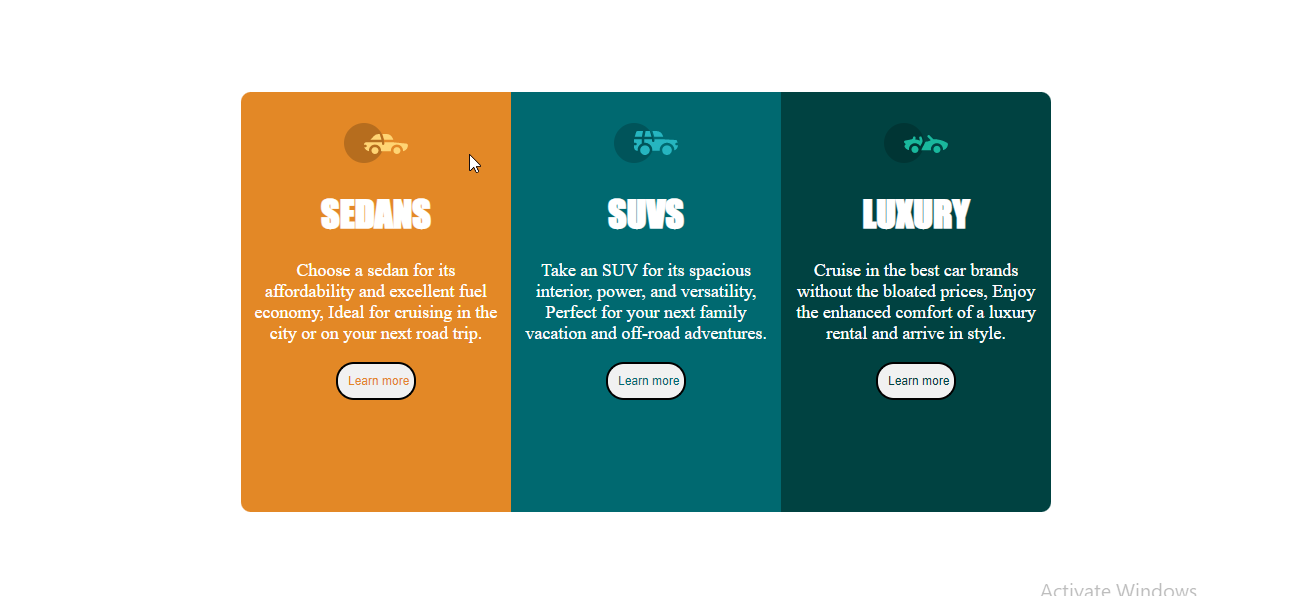 SEDANS
Choose a sedan for its
affordability and excellent fuel
economy, Ideal for cruising in the
city or on your next road trip.
Learn more
SUVS
Take an SUV for its spacious
interior, power, and versatility,
Perfect for your next family
vacation and off-road adventures.
Learn more
LUXURY
Cruise in the best car brands
without the bloated prices, Enjoy
the enhanced comfort of a luxury
rental and arrive in style.
Learn more
Activate Windows